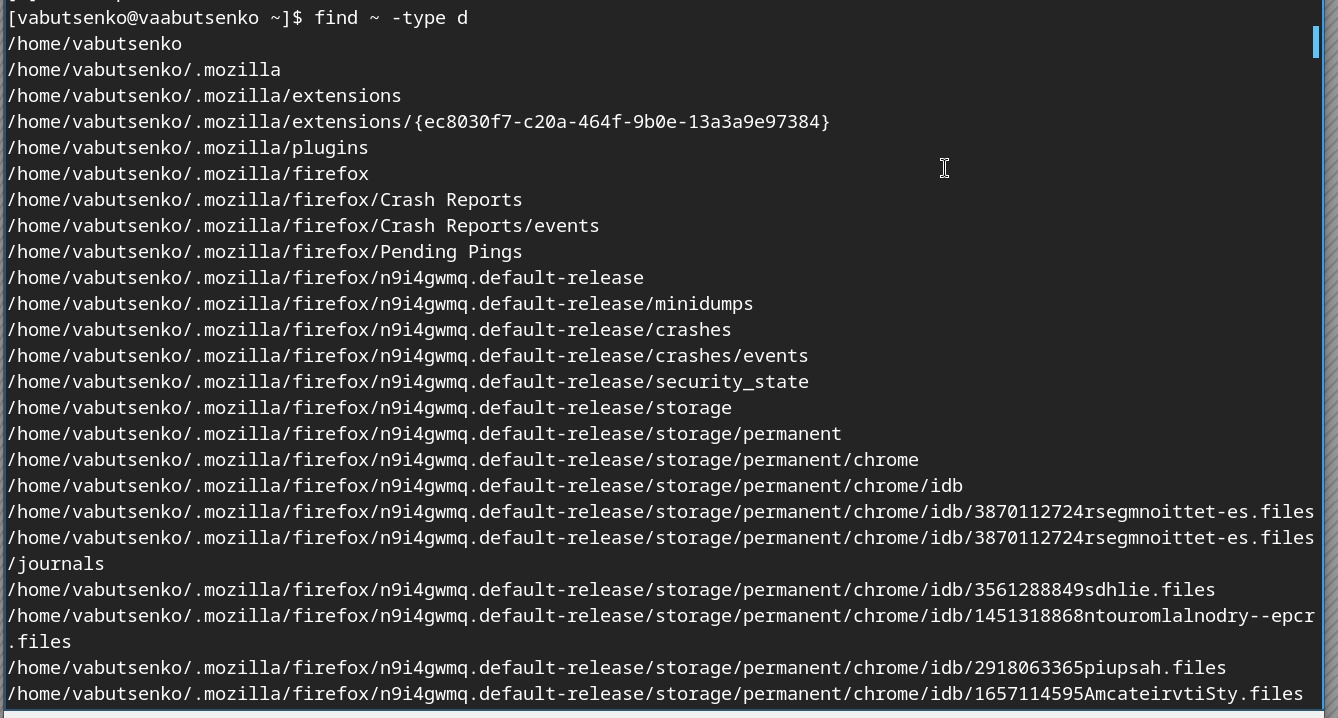 [vabutsenko@vaabutsenko ~]$ find ~ -type d
/home/vabutsenko
/home/vabutsenko/.mozilla
/home/vabutsenko/.mozilla/extensions
/home/vabutsenko/.mozilla/extensions/{ec8030f7-c20a-464f-9b0e-13a3a9e97384}
/home/vabutsenko/.mozilla/plugins
/home/vabutsenko/.mozilla/firefox
/home/vabutsenko/.mozilla/firefox/Crash Reports
/home/vabutsenko/.mozilla/firefox/Crash Reports/events
/home/vabutsenko/.mozilla/firefox/Pending Pings
/home/vabutsenko/.mozilla/firefox/n9i4gwmq.default-release
/home/vabutsenko/.mozilla/firefox/n9i4gwmq.default-release/minidumps
/home/vabutsenko/.mozilla/firefox/n9i4gwmq.default-release/crashes
/home/vabutsenko/.mozilla/firefox/n9i4gwmq.default-release/crashes/events
/home/vabutsenko/.mozilla/firefox/n9i4gwmq.default-release/security_state
/home/vabutsenko/.mozilla/firefox/n9i4gwmq.default-release/storage
/home/vabutsenko/.mozilla/firefox/n9i4gwmq.default-release/storage/permanent
/home/vabutsenko/.mozilla/firefox/n9i4gwmq.default-release/storage/permanent/chrome
/home/vabutsenko/.mozilla/firefox/n9i4gwmq.default-release/storage/permanent/chrome/idb
/home/vabutsenko/.mozilla/firefox/n9i4gwmq.default-release/storage/permanent/chrome/idb/3870112724rsegmnoittet-es.files
/home/vabutsenko/.mozilla/firefox/n9i4gwmq.default-release/storage/permanent/chrome/idb/3870112724rsegmnoittet-es.files
/journals
/home/vabutsenko/.mozilla/firefox/n9i4gwmq.default-release/storage/permanent/chrome/idb/3561288849sdhlie.files
/home/vabutsenko/.mozilla/firefox/n9i4gwmq.default-release/storage/permanent/chrome/idb/1451318868ntouromlalnodry--epcr
.files
/home/vabutsenko/.mozilla/firefox/n9i4gwmq.default-release/storage/permanent/chrome/idb/2918063365piupsah.files
/home/vabutsenko/.mozilla/firefox/n9i4gwmq.default-release/storage/permanent/chrome/idb/1657114595AmcateirvtiSty.files